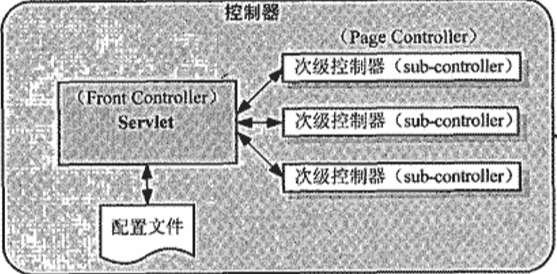 控制器
（Page Controller）
次级控制器（sub-controller）
（Front Controller）
Servlet
次级控制器（sub-controller）
次级控制器（sub-controller）
配置文件